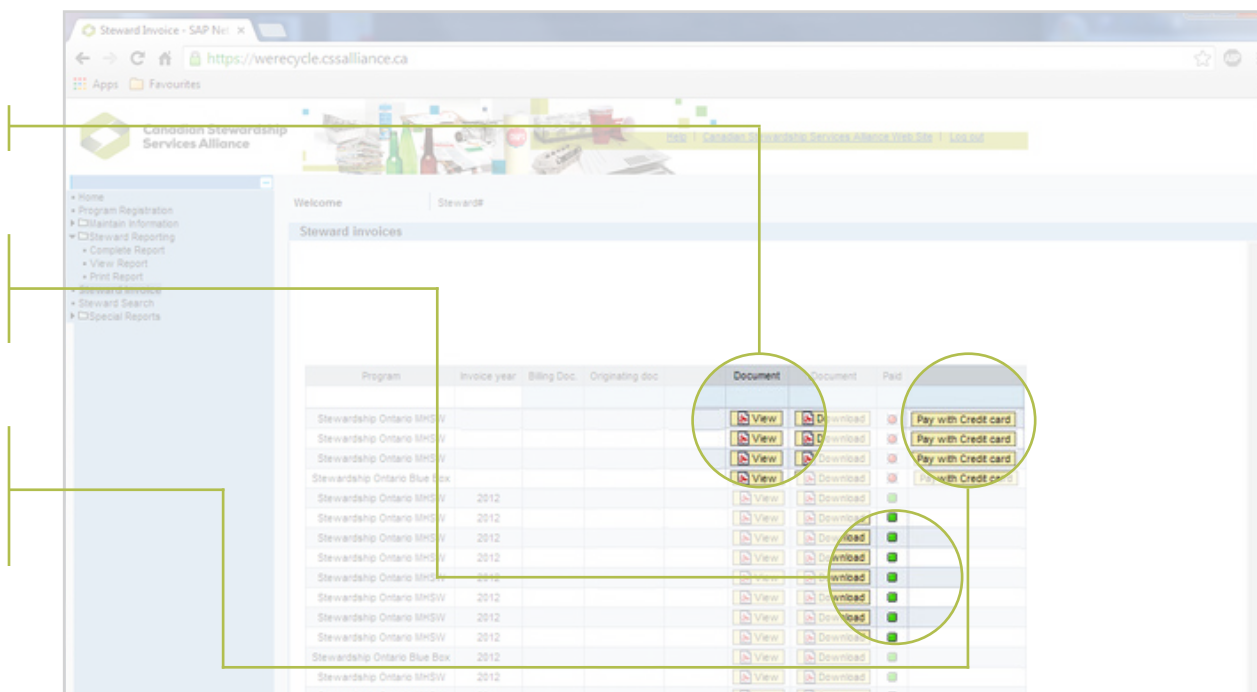 Steward Invoice - SAP Net
https://werecycle.cssalliance.ca
Apps Favourites
Canadian Stewardship
Services Alliance
Help | Canadian Stewardship Services Alliance Web Site | Log out
Home
Program Registration
Maintain Information
Steward Reporting
Complete Report
View Report
Print Report
Steward Invoice
Steward Search
Special Reports
Welcome Steward#
Steward invoices
Program Invoice year Billing Doc. Originating doc Document Document Paid
Stewardship Ontario MHSW View Download Pay with Credit card
Stewardship Ontario MHSW View Download Pay with Credit card
Stewardship Ontario MHSW View Download Pay with Credit card
Stewardship Ontario Blue Box View Download Pay with Credit card
Stewardship Ontario MHSW 2012 View Download
Stewardship Ontario MHSW 2012 View Download
Stewardship Ontario MHSW 2012 View Download
Stewardship Ontario MHSW 2012 View Download
Stewardship Ontario MHSW 2012 View Download
Stewardship Ontario MHSW 2012 View Download
Stewardship Ontario MHSW 2012 View Download
Stewardship Ontario MHSW 2012 View Download
Stewardship Ontario Blue Box 2012 View Download
Stewardship Ontario MHSW 2012 View Download